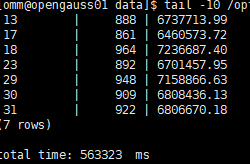 [omm@opengauss01 data]$ tail -10 /op
13 | 888 | 6737713.99
17 | 861 | 6460573.72
18 | 964 | 7236687.40
23 | 892 | 6701457.95
29 | 948 | 7158866.63
30 | 909 | 6808436.13
31 | 922 | 6806670.18
(7 rows)
total time: 563323 ms